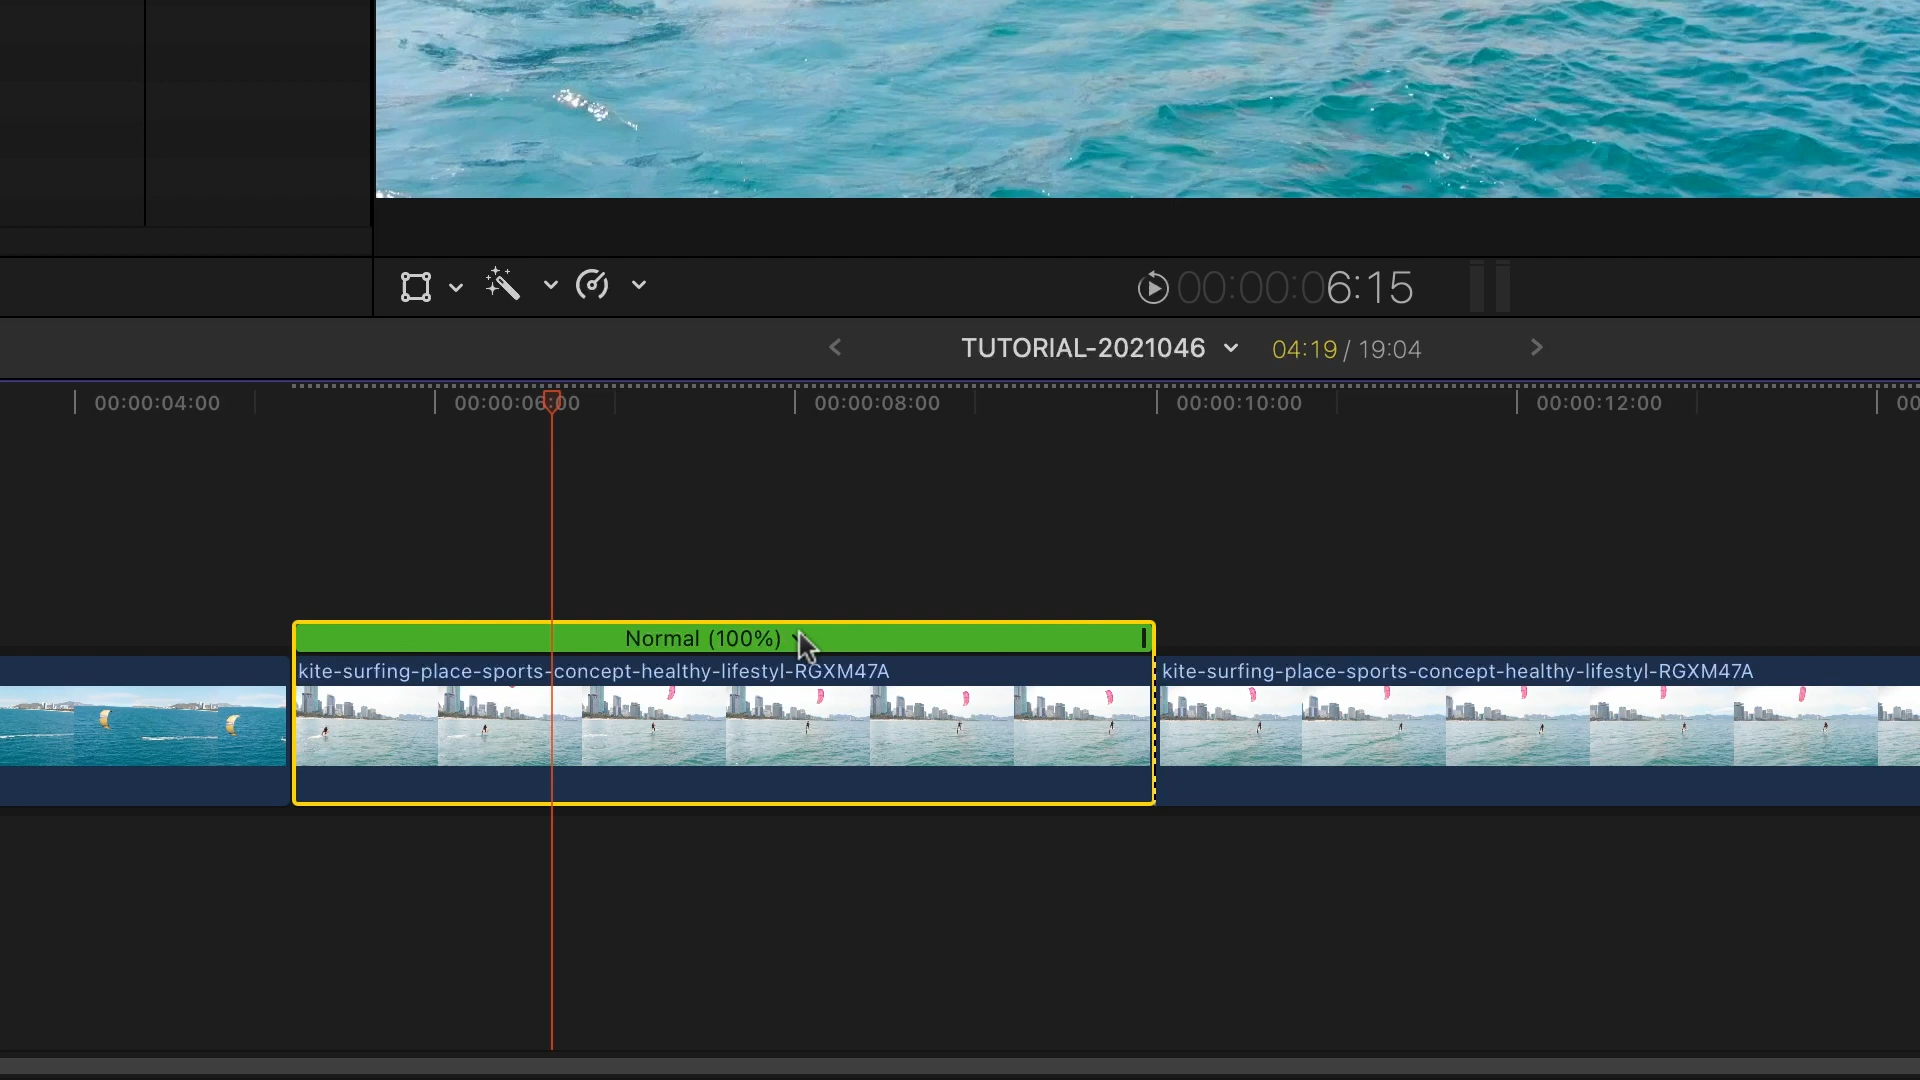 00:00:06:15
TUTORIAL-2021046 04:19 / 19:04
00:00:04:00 00:00:06:00 00:00:08:00 00:00:10:00 00:00:12:00 00
Normal (100%)
kite-surfing-place-sports-concept-healthy-lifestyl-RGXM47A kite-surfing-place-sports-concept-healthy-lifestyl-RGXM47A